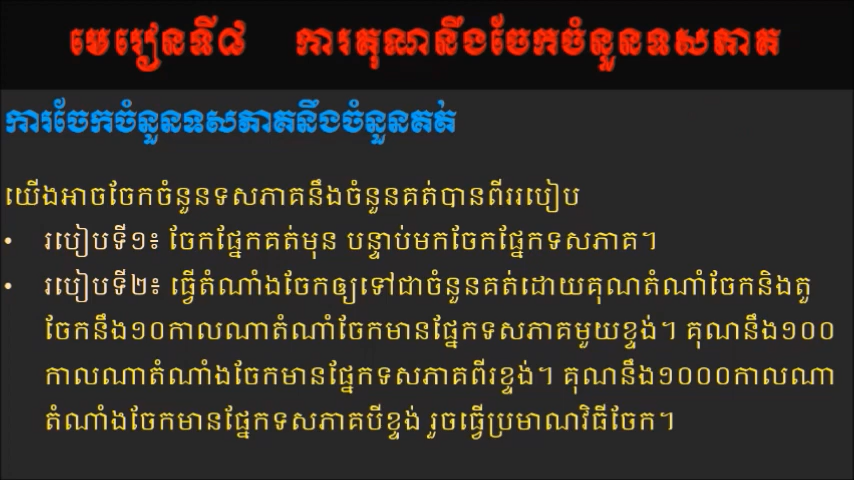 មេរៀនទី៨ ការគុណនឹងចែកចំនួនទសភាគ
ការចែកចំនួនទសភាគនឹងចំនួនគត់
យើងអាចចែកចំនួនទសភាគនឹងចំនួនគត់បានពីររបៀប
• របៀបទី១៖ ចែកផ្នែកគត់មុន បន្ទាប់មកចែកផ្នែកទសភាគ។
• របៀបទី២៖ ធ្វើតំណាំងចែកឲ្យទៅជាចំនួនគត់ដោយគុណតំណាំចែកនិងតួ
ចែកនឹង១០កាលណាតំណាំចែកមានផ្នែកទសភាគមួយខ្ទង់។ គុណនឹង១០០
កាលណាតំណាំងចែកមានផ្នែកទសភាគពីរខ្ទង់។ គុណនឹង១០០០កាលណា
តំណាំងចែកមានផ្នែកទសភាគបីខ្ទង់ រួចធ្វើប្រមាណវិធីចែក។